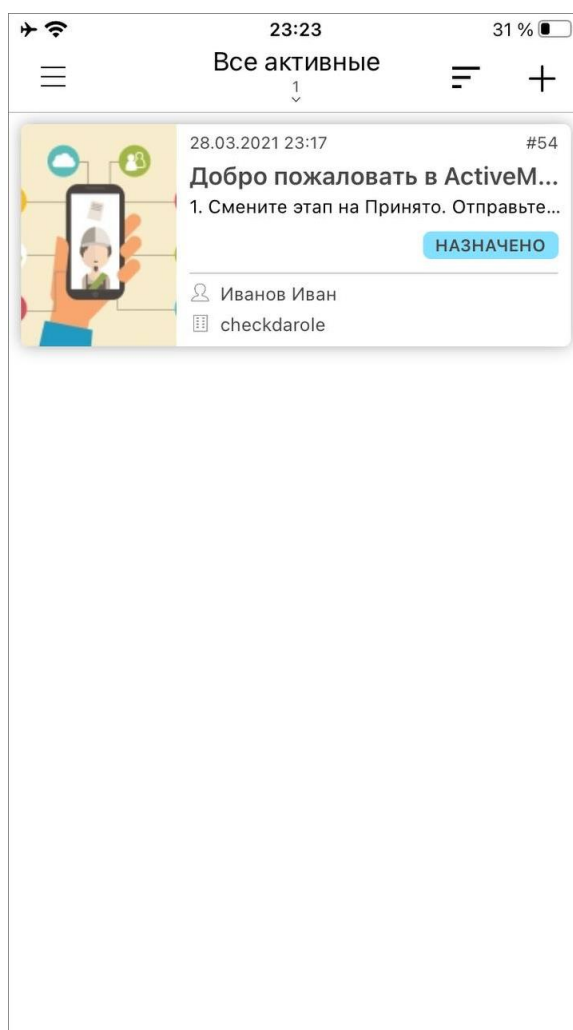 23:23
31 %
Все активные
1
28.03.2021 23:17
#54
Добро пожаловать в ActiveM...
1. Смените этап на Принято. Отправьте...
НАЗНАЧЕНО
Иванов Иван
checkdarole